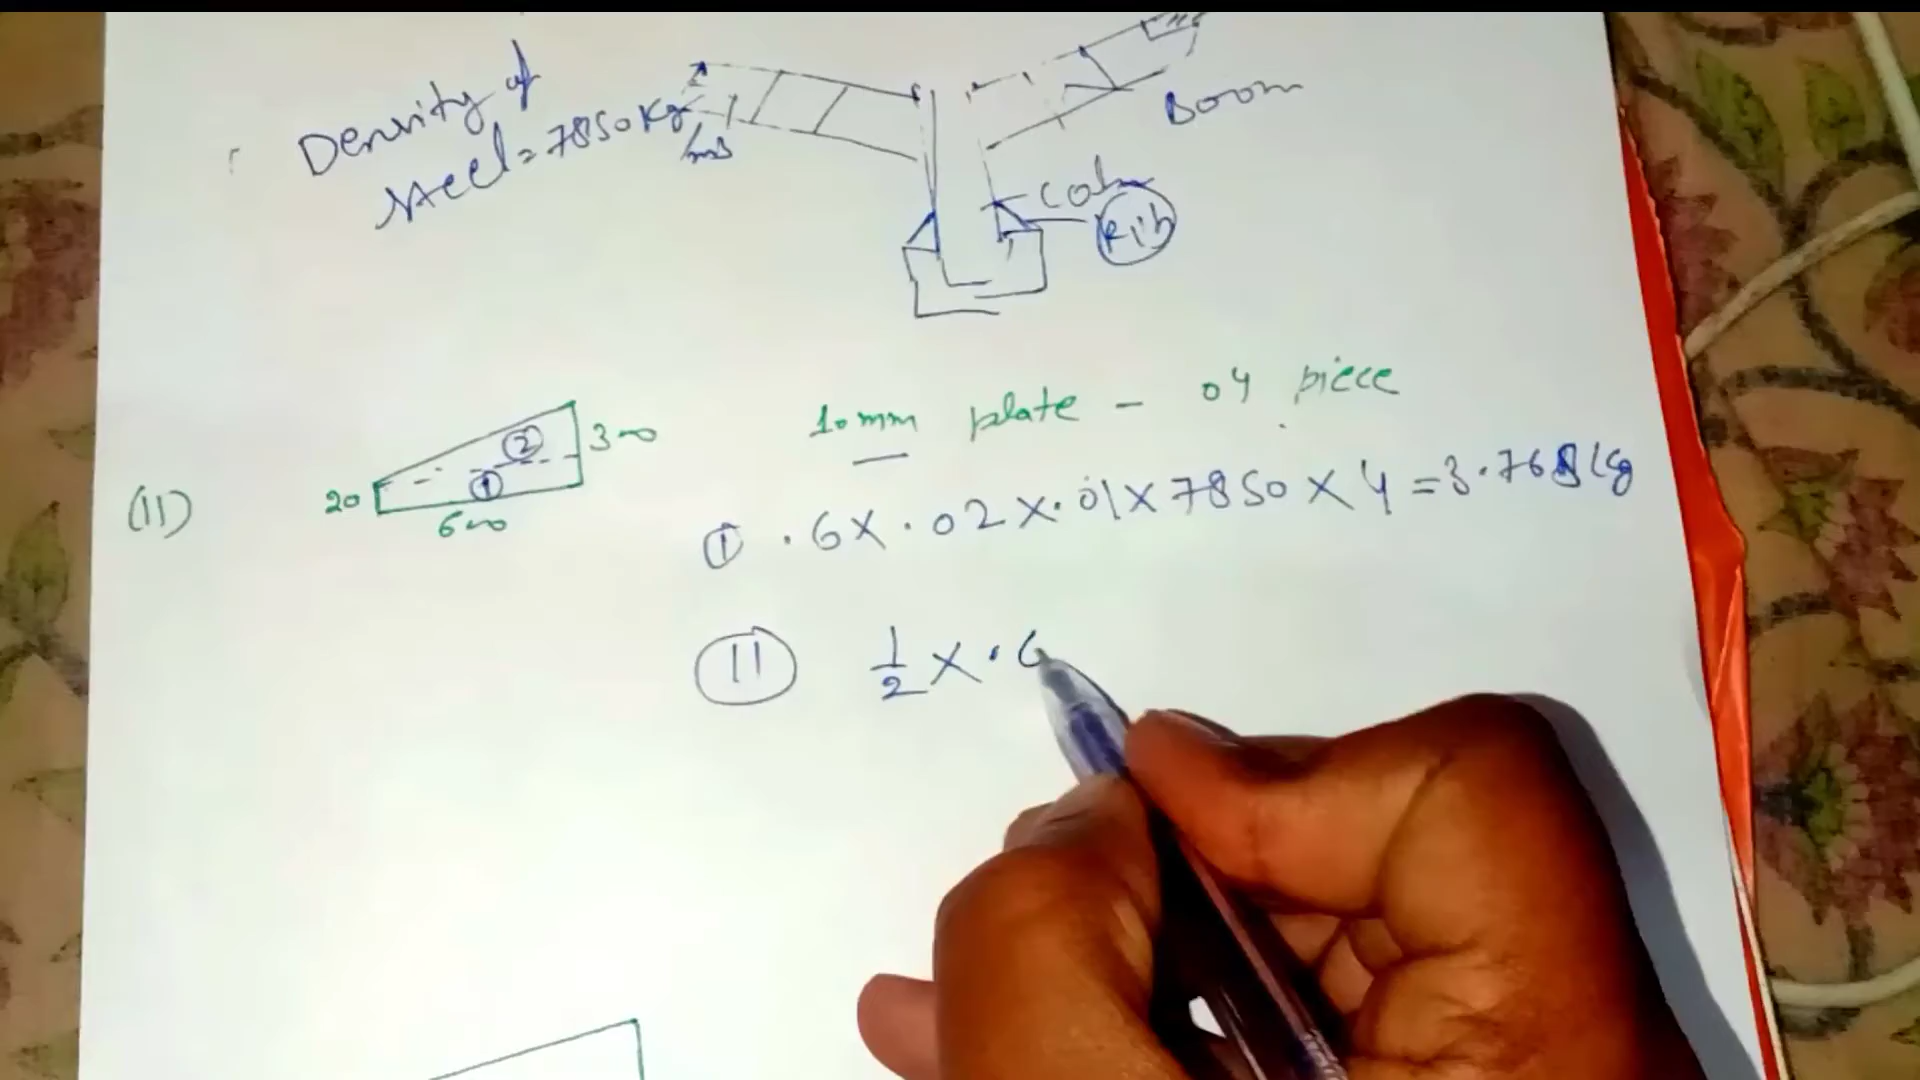 Density of
steel = 7850 Kg
/m3
Boom
Col
Rib
10mm plate - 04 piece
300
2
20
1
600
(II)
1 .6 X .02 X .01 X 7850 X 4 = 3.768 kg
II 1/2 X .6